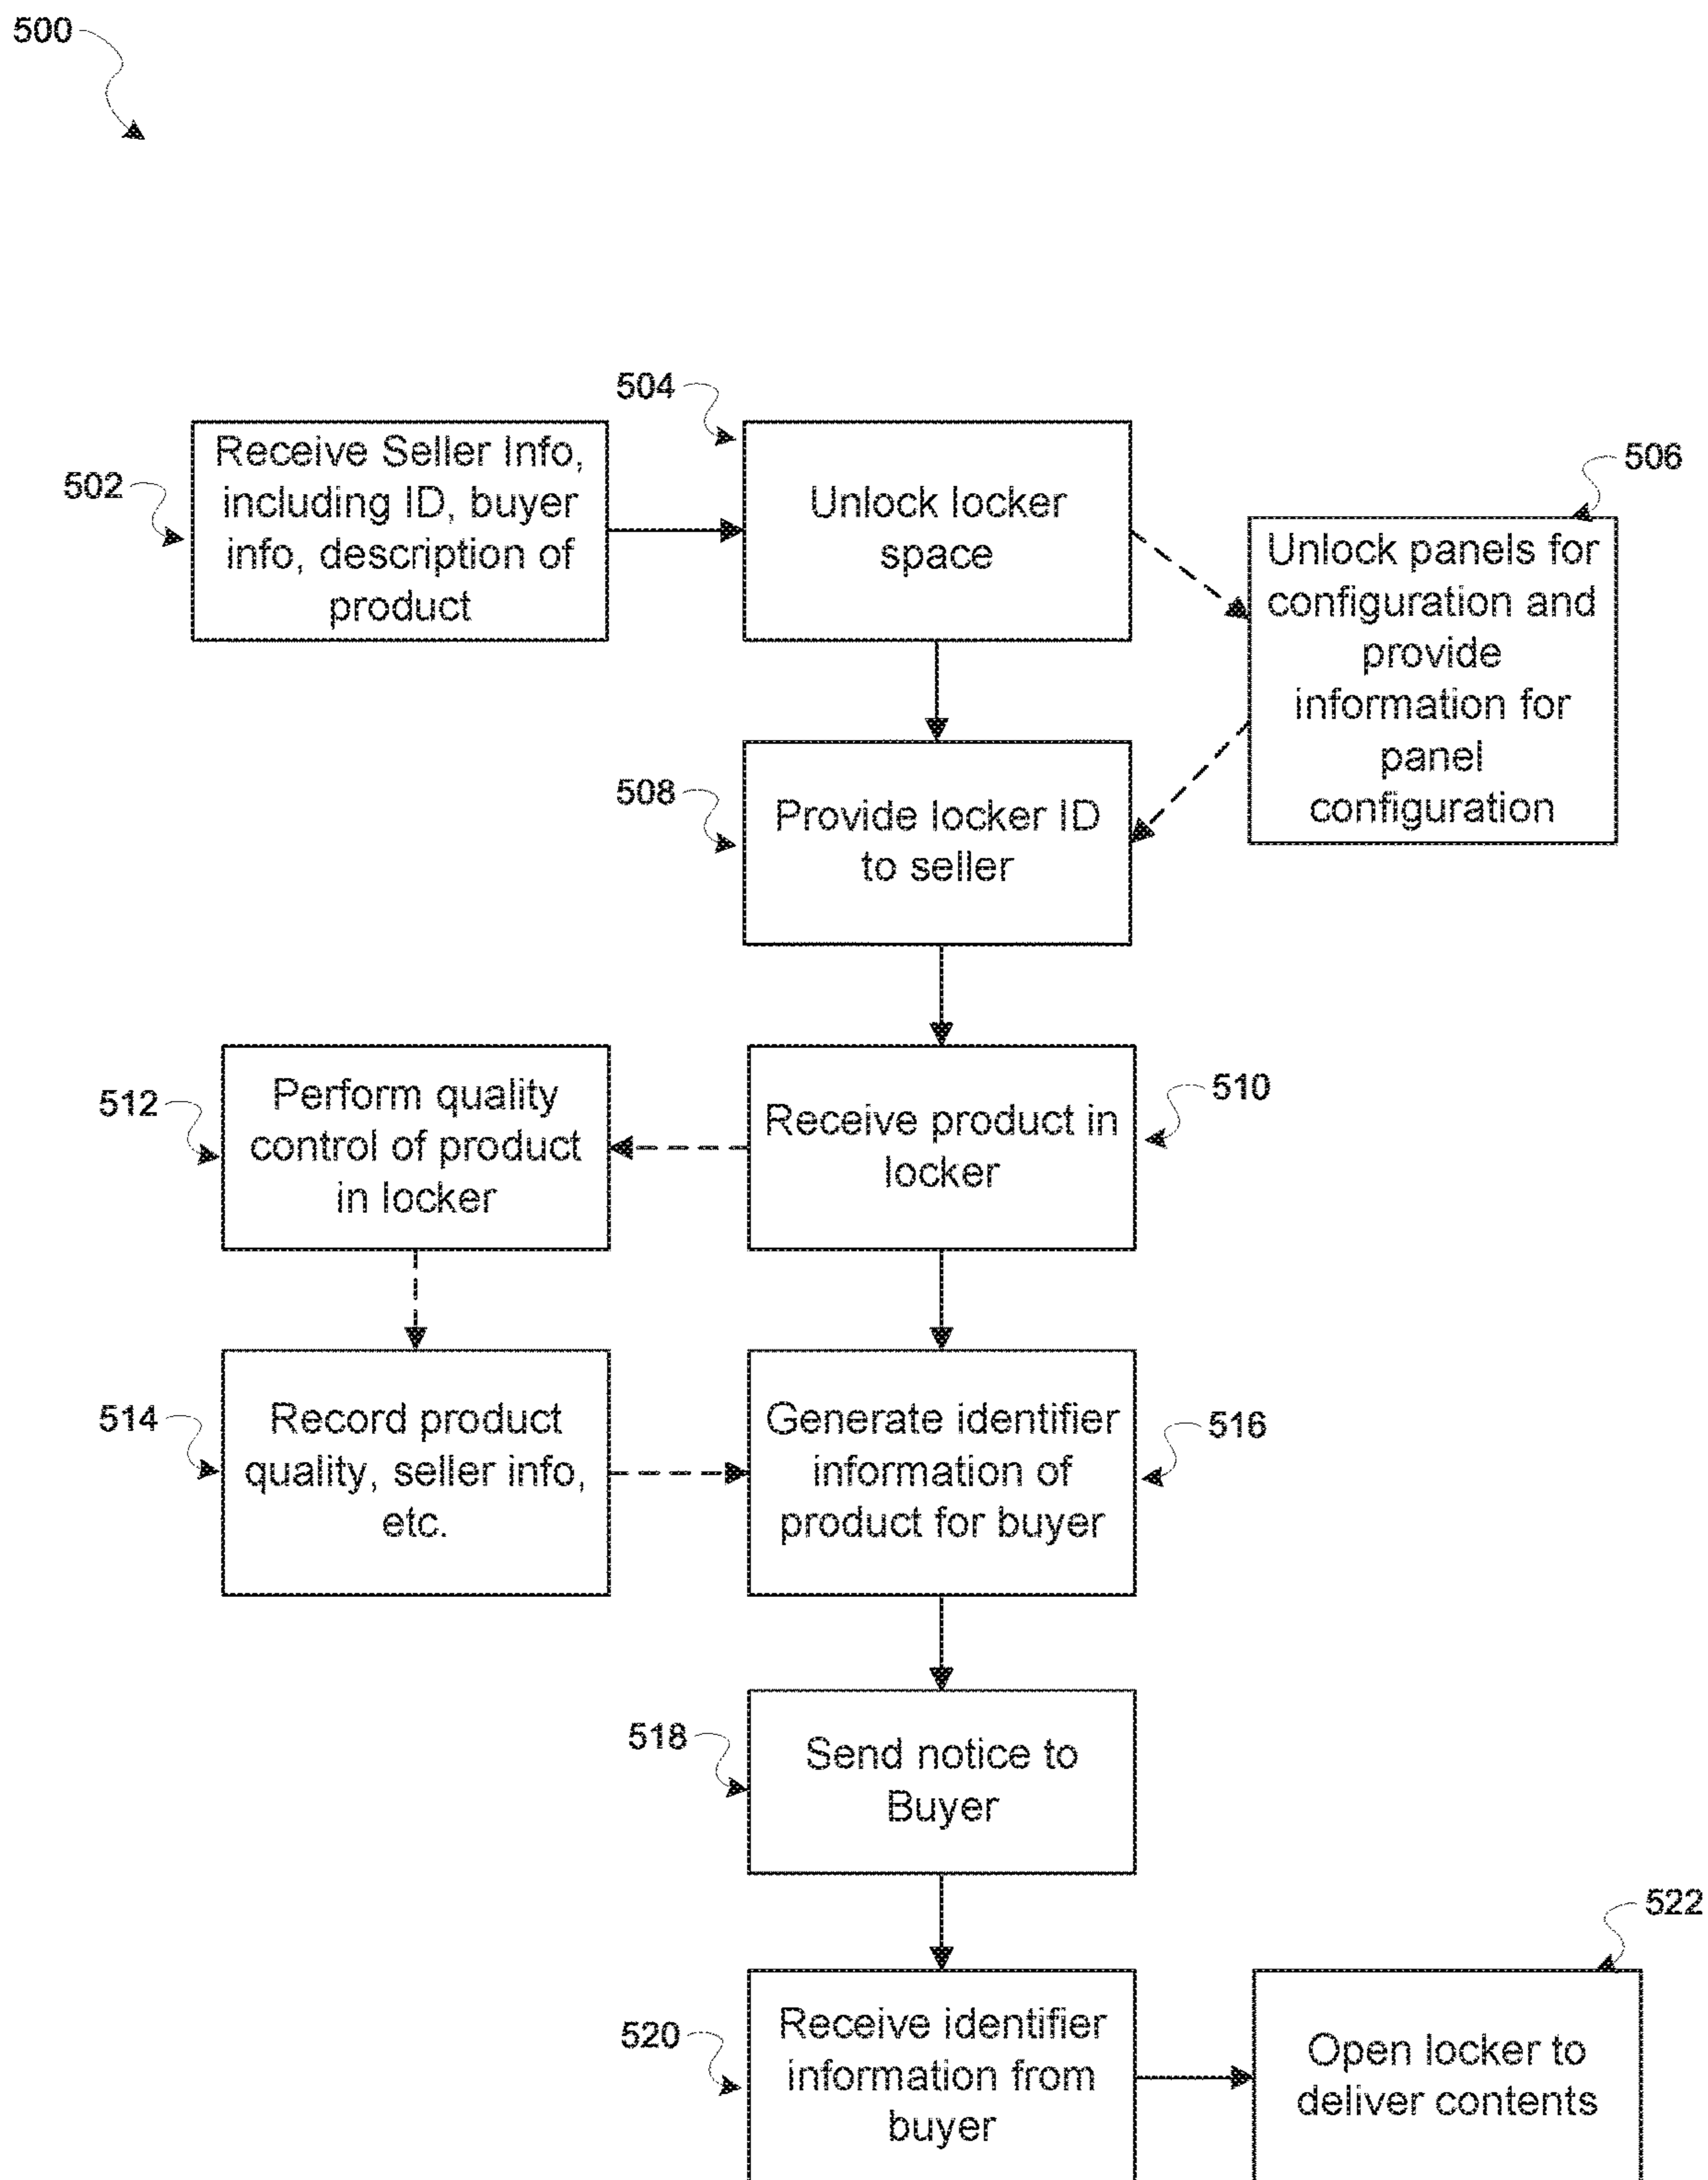 500
504
502
Receive Seller Info,
including ID, buyer
info, description of
product
Unlock locker
space
506
Unlock panels for
configuration and
provide
information for
panel
configuration
508
Provide locker ID
to seller
512
Perform quality
control of product
in locker
Receive product in
locker
510
514
Record product
quality, seller info,
etc.
Generate identifier
information of
product for buyer
516
518
Send notice to
Buyer
520
Receive identifier
information from
buyer
522
Open locker to
deliver contents